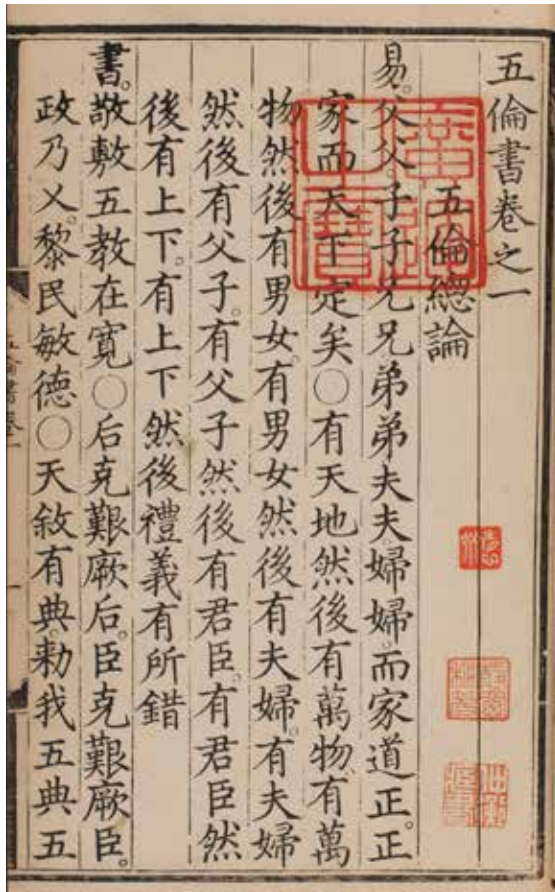 五倫書卷之一
五倫總論
易。父父。子子兄兄弟弟夫夫婦婦。而家道正。正
家而天下定矣〇有天地然後有萬物。有萬
物然後有男女。有男女然後有夫婦。有夫婦
然後有父子。有父子然後有君臣。有君臣然
後有上下。有上下然後禮義有所錯
書。敬敷五教在寬〇后克艱厥后。臣克艱厥臣。
政乃乂。黎民敏德〇天敘有典。勑我五典五